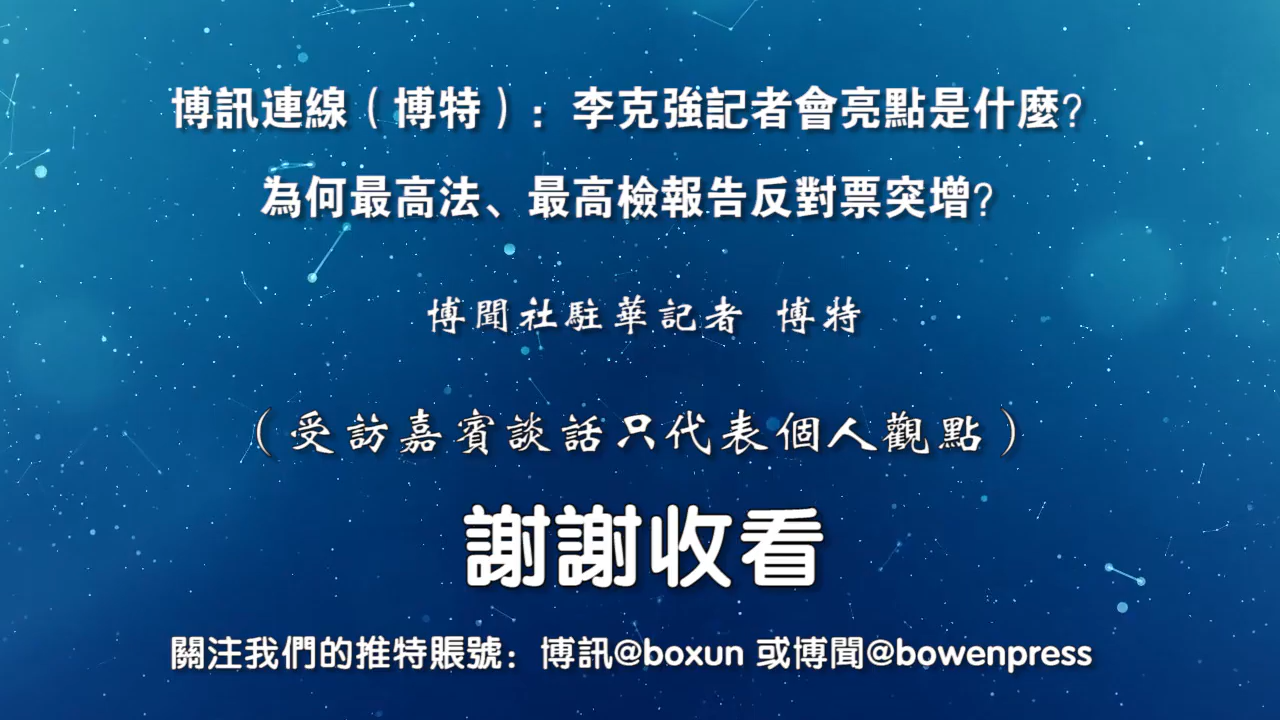 博訊連線（博特）：李克強記者會亮點是什麼？
為何最高法、最高檢報告反對票突增？
博聞社駐華記者 博特
（受訪嘉賓談話只代表個人觀點）
謝謝收看
關注我們的推特賬號：博訊@boxun 或博聞@bowenpress